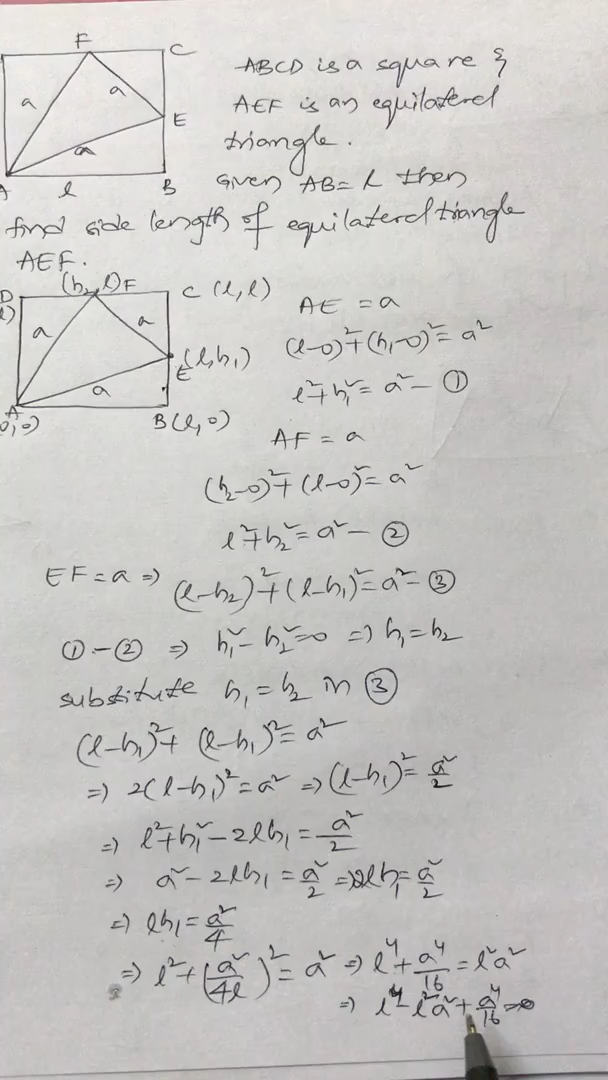 F
C
a
a
E
a
A
l
B
ABCD is a square &
AEF is an equilateral
triangle.
Given AB = l then
find side length of equilateral triangle
AEF.
D
(h₂, l) F
C (l, l)
a
a
(l, h₁)
E
a
A
B (l, 0)
AE = a
(l-0)² + (h₁-0)² = a²
l² + h₁² = a² - ①
AF = a
(h₂-0)² + (l-0)² = a²
l² + h₂² = a² - ②
EF = a ⇒ (l-h₂)² + (l-h₁)² = a² - ③
① - ② ⇒ h₁² - h₂² = 0 ⇒ h₁ = h₂
substitute h₁ = h₂ in ③
(l-h₁)² + (l-h₁)² = a²
⇒ 2(l-h₁)² = a² ⇒ (l-h₁)² = a²/2
⇒ l² + h₁² - 2lh₁ = a²/2
⇒ a² - 2lh₁ = a²/2 ⇒ 2lh₁ = a²/2
⇒ lh₁ = a²/4
⇒ l² + (a²/4l)² = a² ⇒ l⁴ + a⁴/16 = l²a²
⇒ l⁴ - l²a² + a⁴/16 = 0